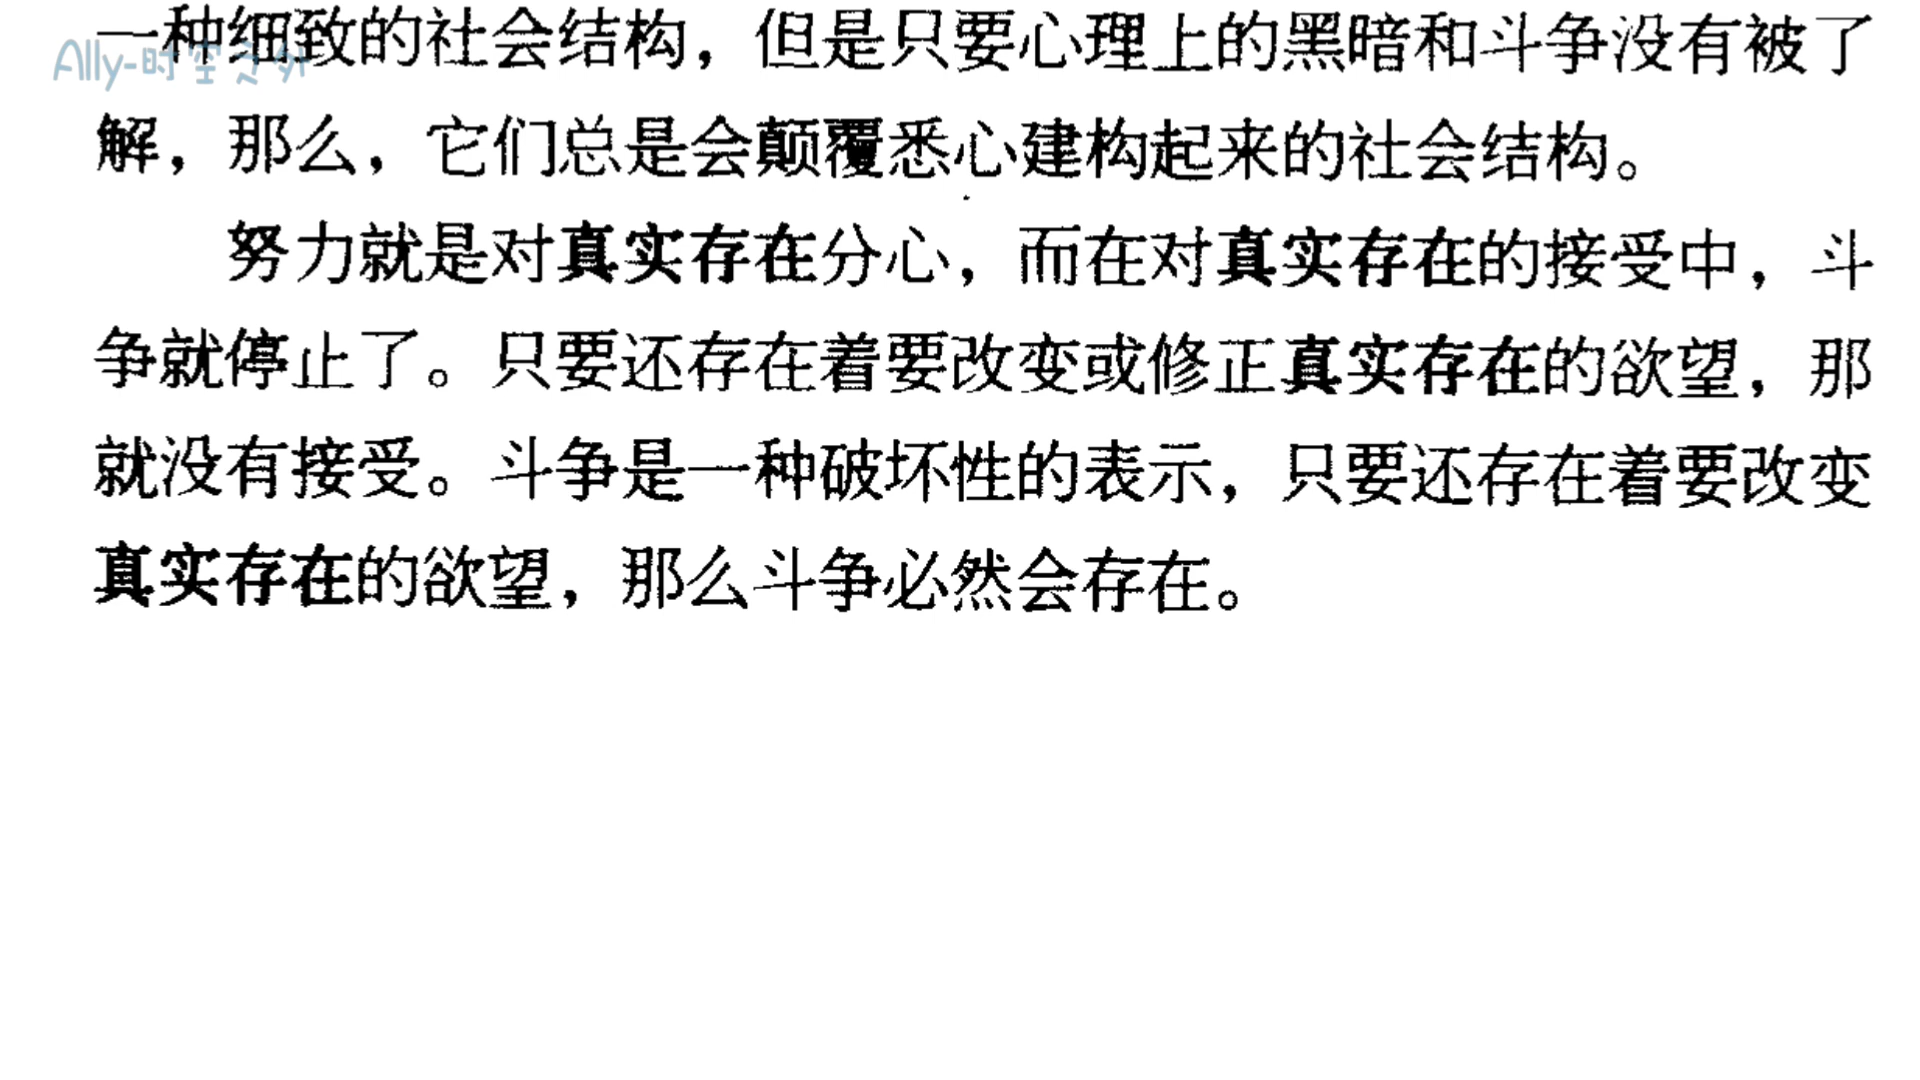 一种细致的社会结构，但是只要心理上的黑暗和斗争没有被了
Ally-时空之外
解，那么，它们总是会颠覆悉心建构起来的社会结构。
努力就是对真实存在分心，而在对真实存在的接受中，斗
争就停止了。只要还存在着要改变或修正真实存在的欲望，那
就没有接受。斗争是一种破坏性的表示，只要还存在着要改变
真实存在的欲望，那么斗争必然会存在。